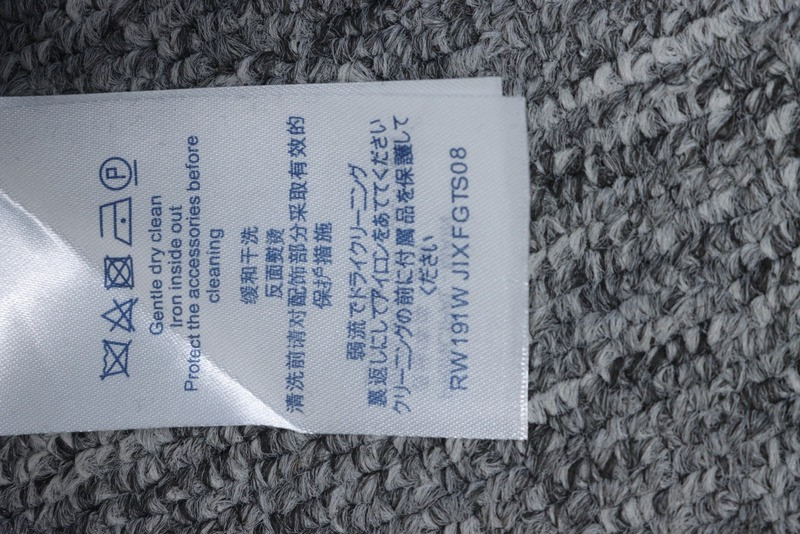 Gentle dry clean
Iron inside out
Protect the accessories before
cleaning
缓和干洗
反面熨烫
清洗前请对配饰部分采取有效的
保护措施
弱流でドライクリーニング
裏返しにしてアイロンをあててください
クリーニングの前に付属品を保護して
ください
RW191W JIXFGTS08